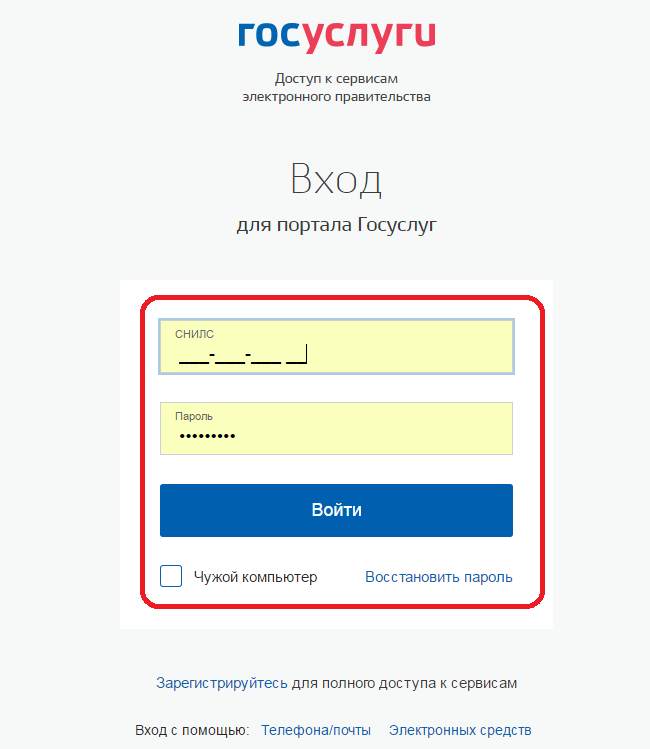 госуслуги
Доступ к сервисам
электронного правительства
Вход
для портала Госуслуг
СНИЛС
___-___-___ __
Пароль
•••••••••
Войти
Чужой компьютер Восстановить пароль
Зарегистрируйтесь для полного доступа к сервисам
Вход с помощью: Телефона/почты Электронных средств